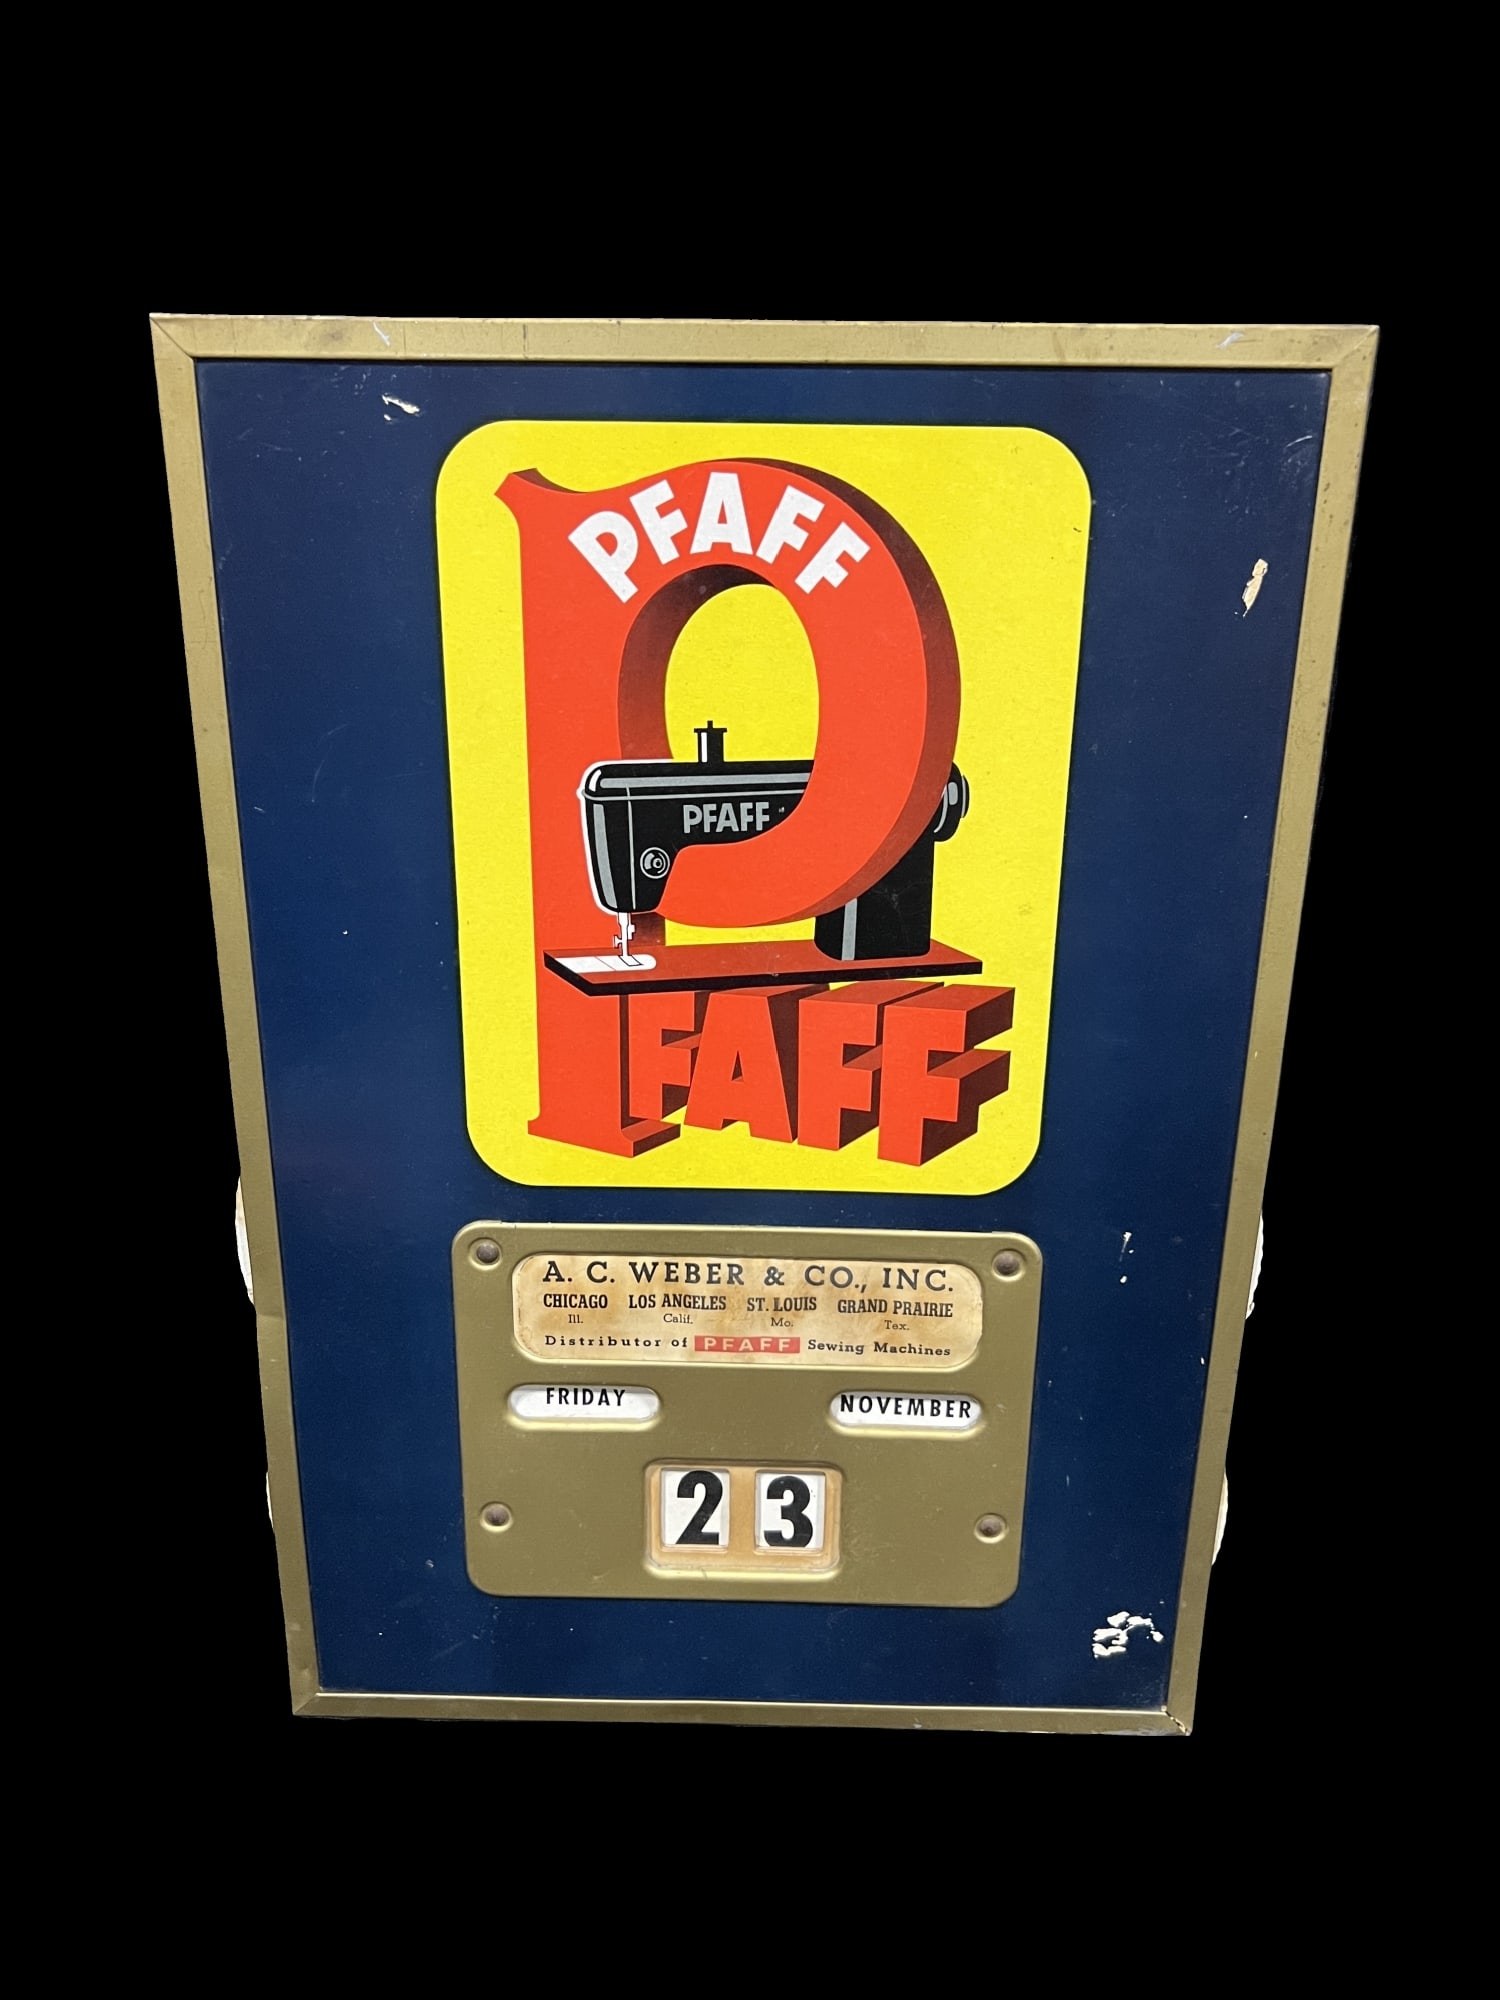 PFAFF
PFAFF
PFAFF
A. C. WEBER & CO., INC.
CHICAGO LOS ANGELES ST. LOUIS GRAND PRAIRIE
Ill. Calif. Mo. Tex.
Distributor of PFAFF Sewing Machines
FRIDAY NOVEMBER
23